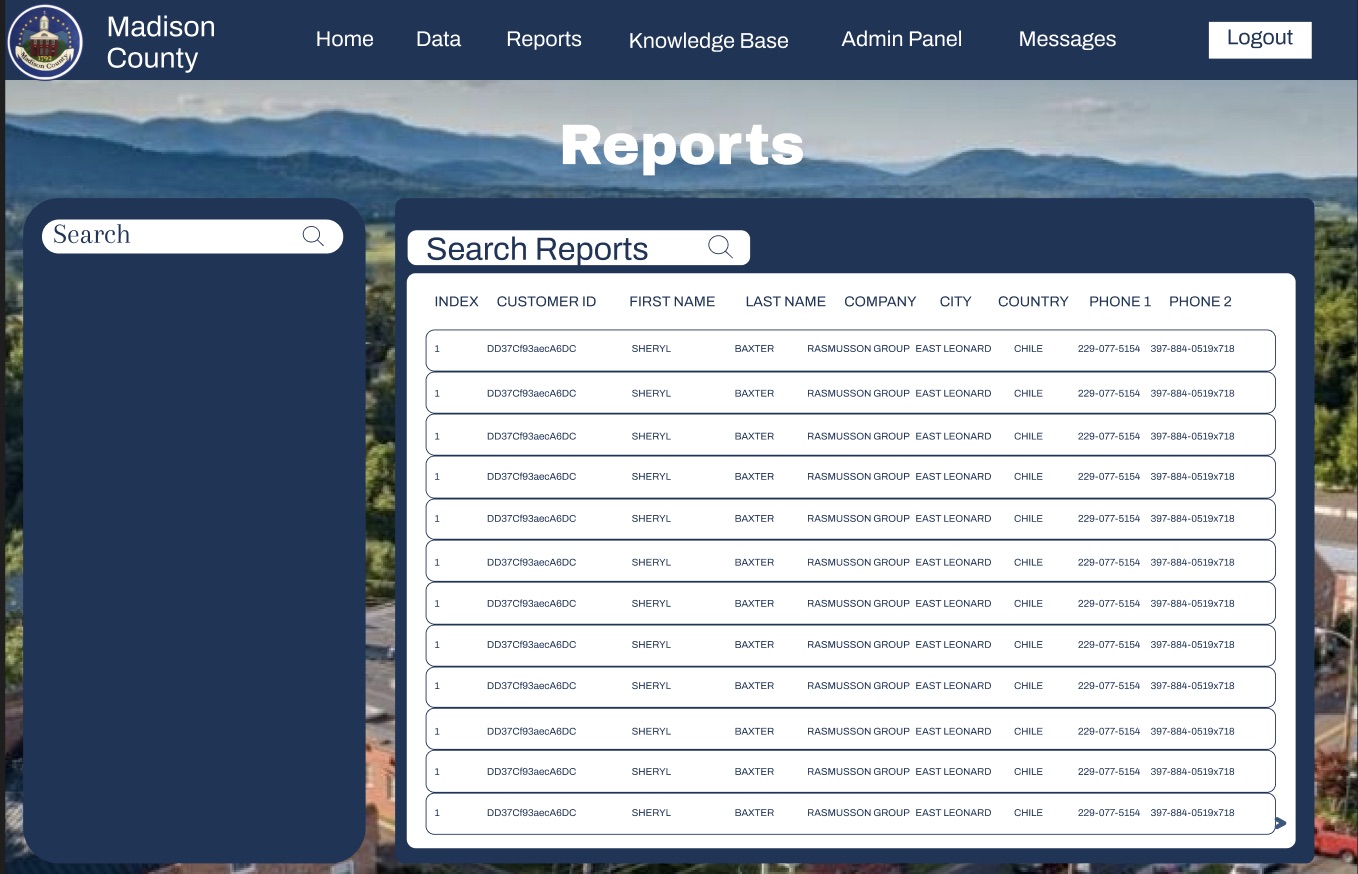 Madison
County
Home Data Reports Knowledge Base Admin Panel Messages Logout
Madison County
1792
Reports
Search
Search Reports
INDEX CUSTOMER ID FIRST NAME LAST NAME COMPANY CITY COUNTRY PHONE 1 PHONE 2
1 DD37Cf93aecA6DC SHERYL BAXTER RASMUSSON GROUP EAST LEONARD CHILE 229-077-5154 397-884-0519x718
1 DD37Cf93aecA6DC SHERYL BAXTER RASMUSSON GROUP EAST LEONARD CHILE 229-077-5154 397-884-0519x718
1 DD37Cf93aecA6DC SHERYL BAXTER RASMUSSON GROUP EAST LEONARD CHILE 229-077-5154 397-884-0519x718
1 DD37Cf93aecA6DC SHERYL BAXTER RASMUSSON GROUP EAST LEONARD CHILE 229-077-5154 397-884-0519x718
1 DD37Cf93aecA6DC SHERYL BAXTER RASMUSSON GROUP EAST LEONARD CHILE 229-077-5154 397-884-0519x718
1 DD37Cf93aecA6DC SHERYL BAXTER RASMUSSON GROUP EAST LEONARD CHILE 229-077-5154 397-884-0519x718
1 DD37Cf93aecA6DC SHERYL BAXTER RASMUSSON GROUP EAST LEONARD CHILE 229-077-5154 397-884-0519x718
1 DD37Cf93aecA6DC SHERYL BAXTER RASMUSSON GROUP EAST LEONARD CHILE 229-077-5154 397-884-0519x718
1 DD37Cf93aecA6DC SHERYL BAXTER RASMUSSON GROUP EAST LEONARD CHILE 229-077-5154 397-884-0519x718
1 DD37Cf93aecA6DC SHERYL BAXTER RASMUSSON GROUP EAST LEONARD CHILE 229-077-5154 397-884-0519x718
1 DD37Cf93aecA6DC SHERYL BAXTER RASMUSSON GROUP EAST LEONARD CHILE 229-077-5154 397-884-0519x718
1 DD37Cf93aecA6DC SHERYL BAXTER RASMUSSON GROUP EAST LEONARD CHILE 229-077-5154 397-884-0519x718